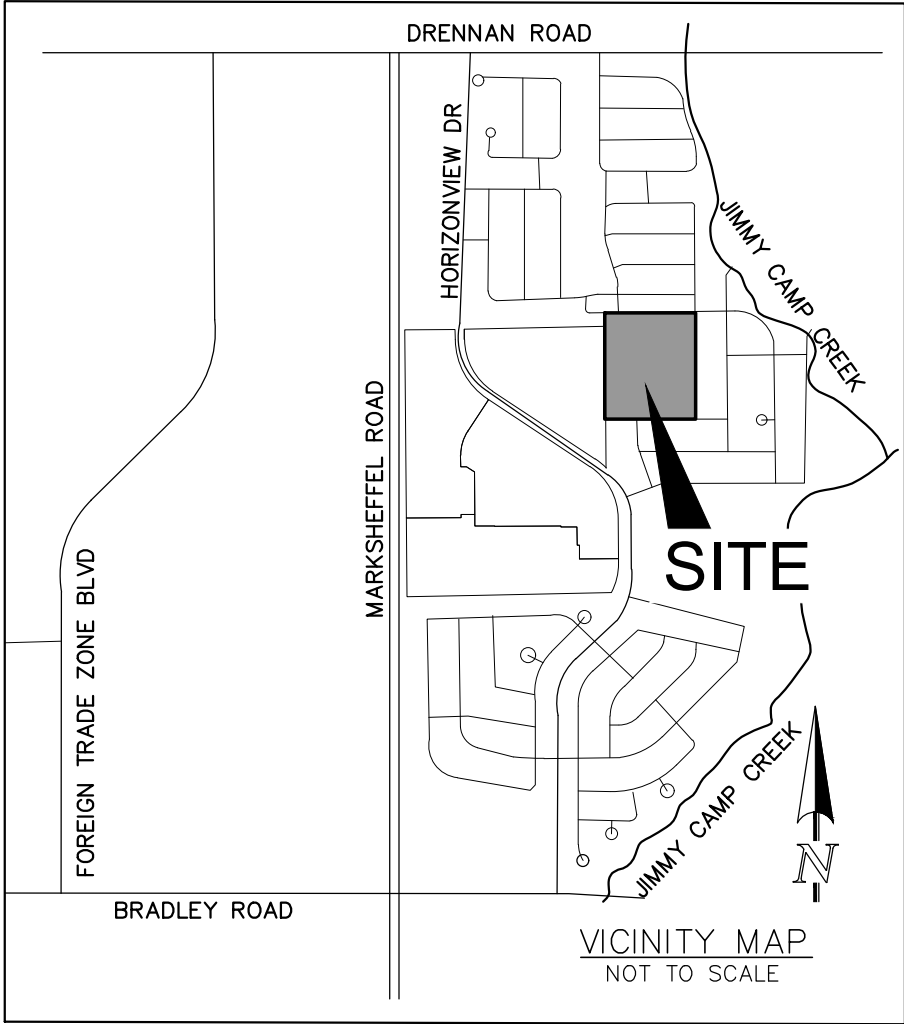 DRENNAN ROAD
HORIZONVIEW DR
JIMMY CAMP CREEK
MARKSHEFFEL ROAD
SITE
FOREIGN TRADE ZONE BLVD
JIMMY CAMP CREEK
N
BRADLEY ROAD
VICINITY MAP
NOT TO SCALE